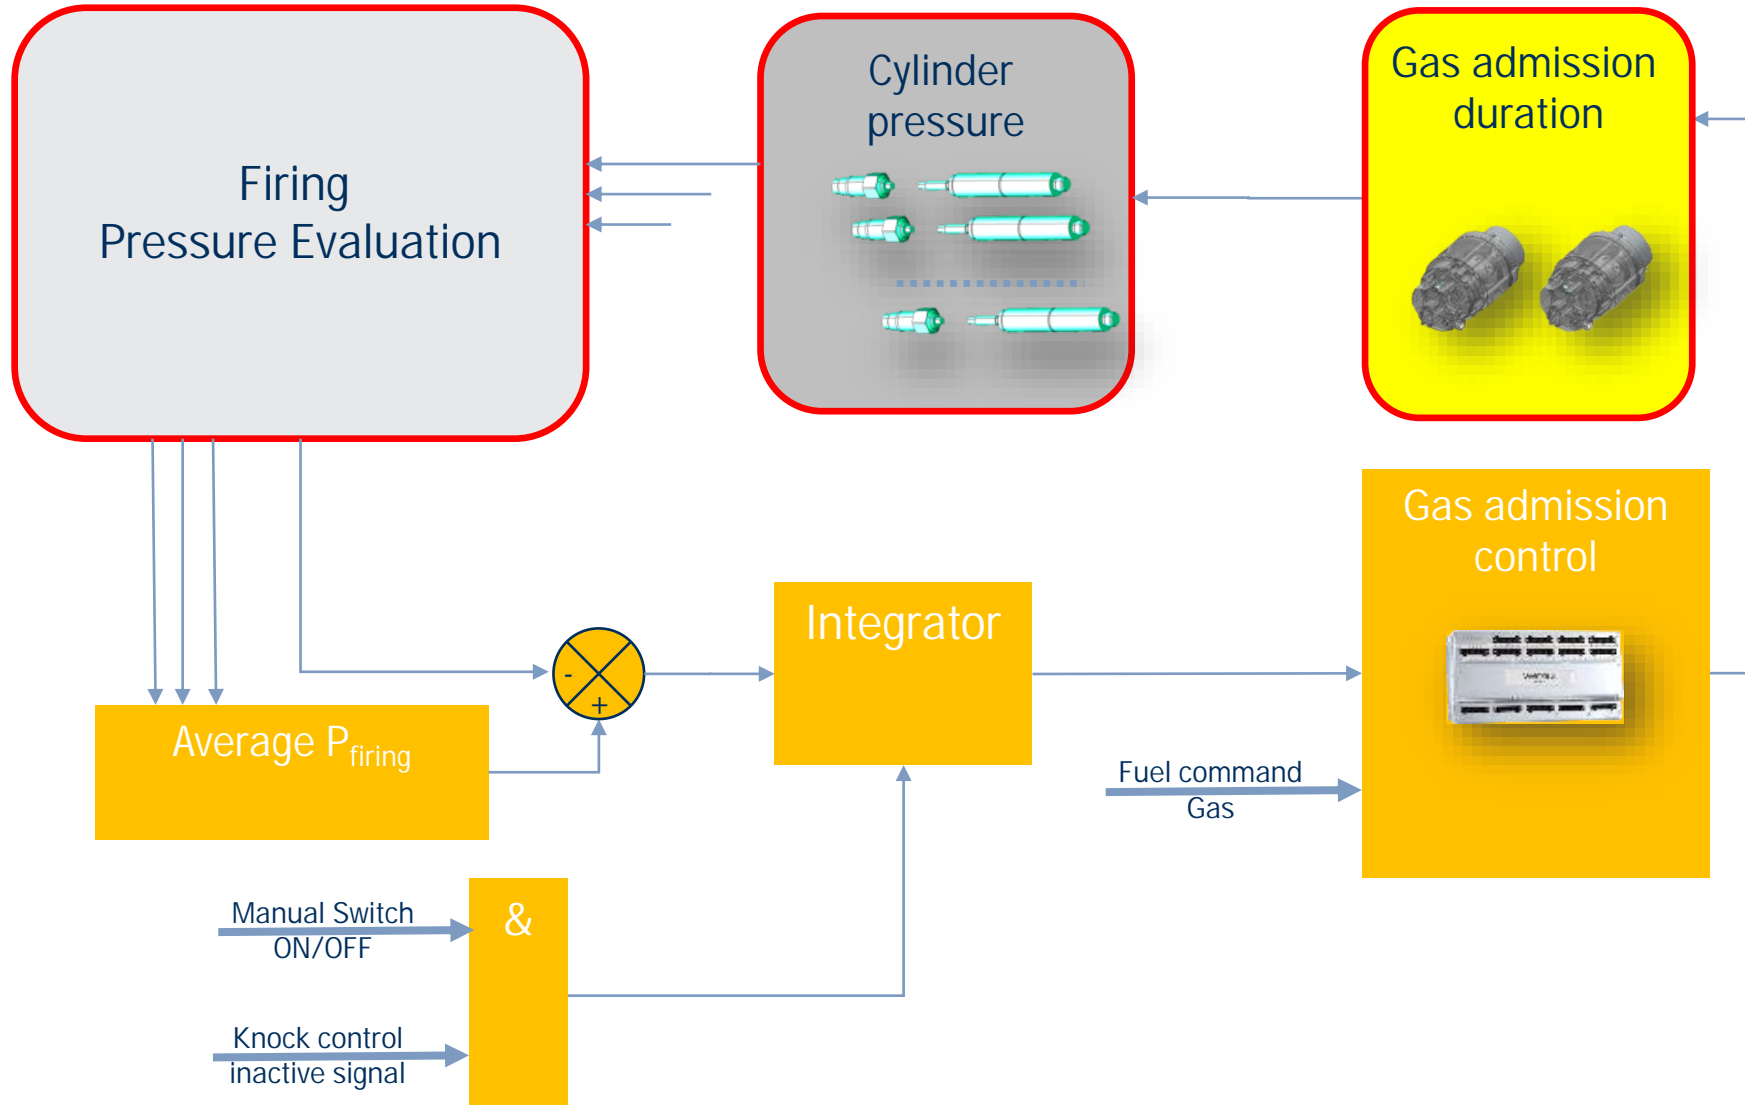 Firing
Pressure Evaluation
Cylinder
pressure
Gas admission
duration
Gas admission
control
Integrator
-
+
Average Pfiring
Fuel command
Gas
Manual Switch
ON/OFF
&
Knock control
inactive signal